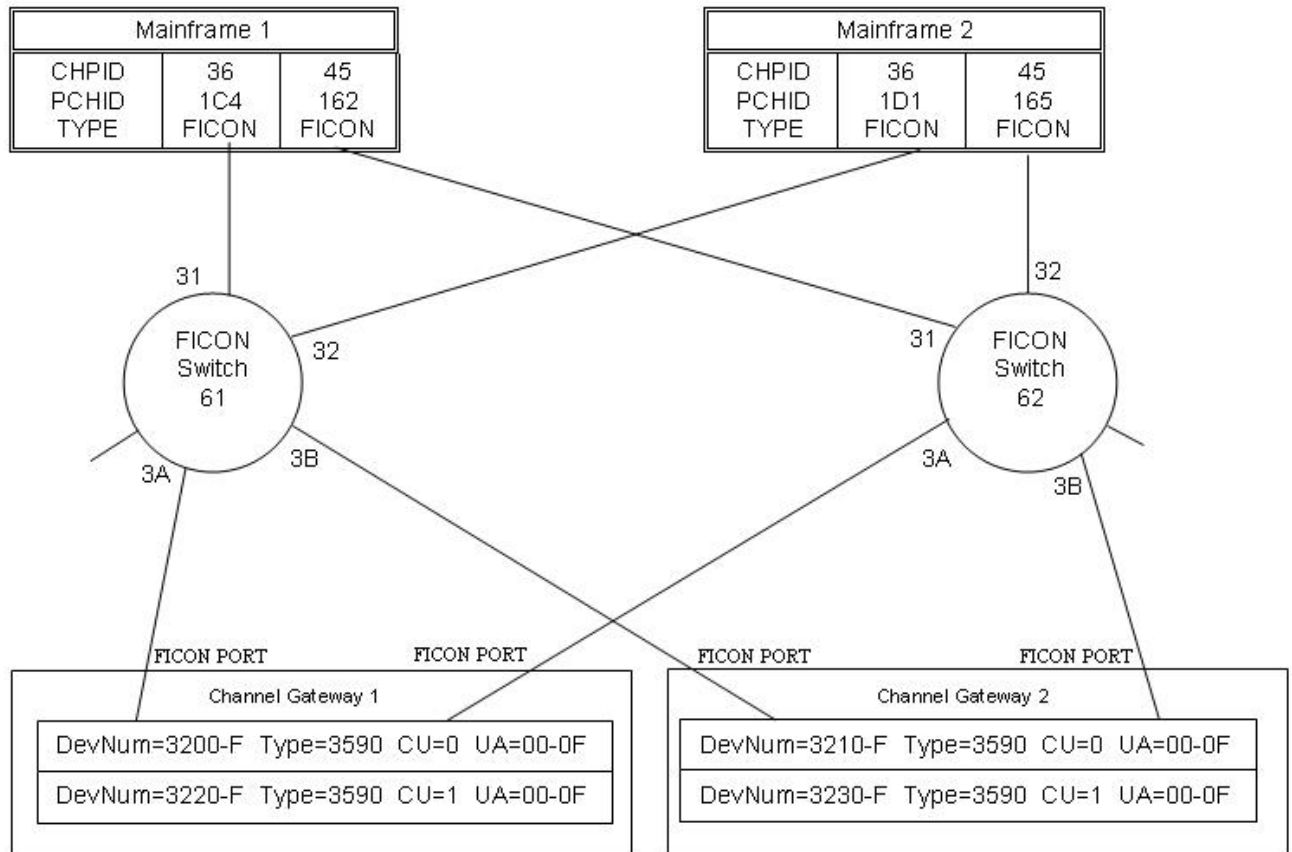 Mainframe 1
CHPID 36 45
PCHID 1C4 162
TYPE FICON FICON
Mainframe 2
CHPID 36 45
PCHID 1D1 165
TYPE FICON FICON
31
FICON
Switch
61
32
3A
3B
32
31
FICON
Switch
62
3A
3B
FICON PORT
FICON PORT
Channel Gateway 1
DevNum=3200-F Type=3590 CU=0 UA=00-0F
DevNum=3220-F Type=3590 CU=1 UA=00-0F
FICON PORT
FICON PORT
Channel Gateway 2
DevNum=3210-F Type=3590 CU=0 UA=00-0F
DevNum=3230-F Type=3590 CU=1 UA=00-0F